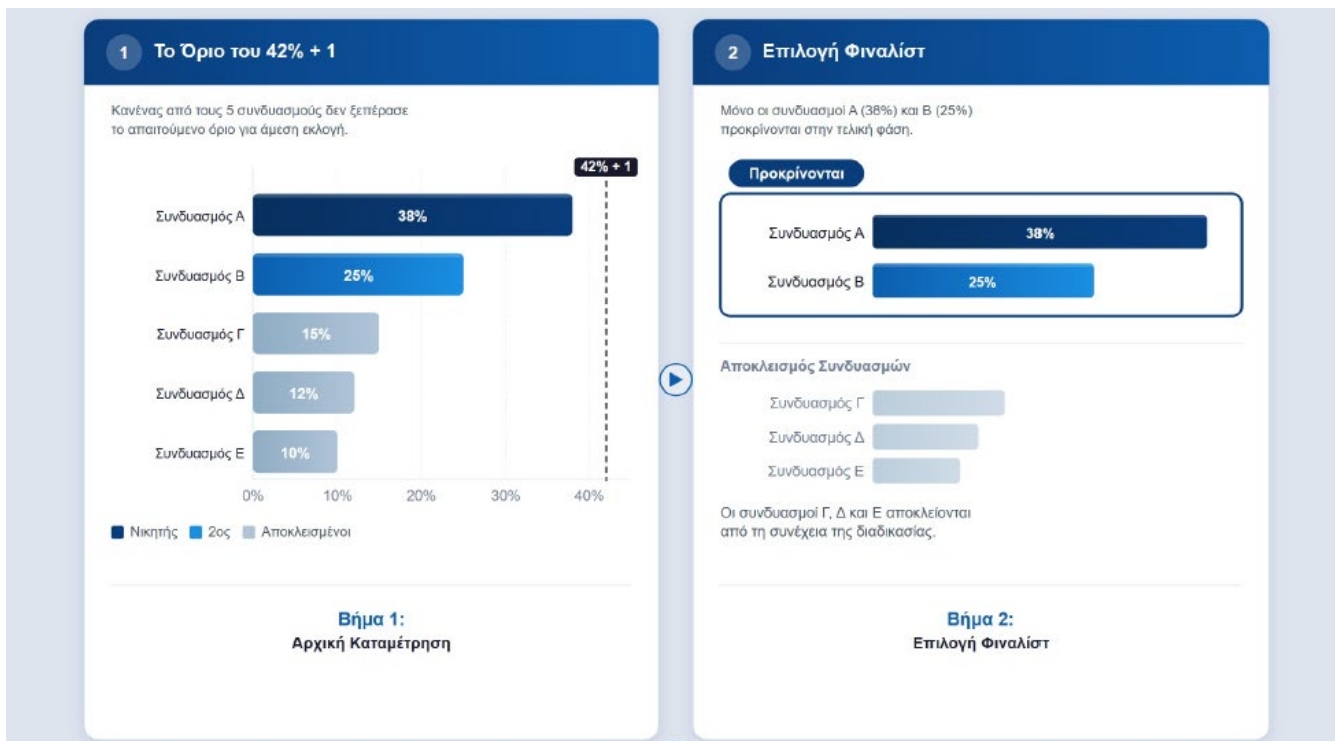 1 Το Όριο του 42% + 1
Κανένας από τους 5 συνδυασμούς δεν ξεπέρασε
το απαιτούμενο όριο για άμεση εκλογή.
42% + 1
Συνδυασμός Α 38%
Συνδυασμός Β 25%
Συνδυασμός Γ 15%
Συνδυασμός Δ 12%
Συνδυασμός Ε 10%
0% 10% 20% 30% 40%
Νικητής 2ος Αποκλεισμένοι
Βήμα 1:
Αρχική Καταμέτρηση
2 Επιλογή Φιναλίστ
Μόνο οι συνδυασμοί Α (38%) και Β (25%)
προκρίνονται στην τελική φάση.
Προκρίνονται
Συνδυασμός Α 38%
Συνδυασμός Β 25%
Αποκλεισμός Συνδυασμών
Συνδυασμός Γ
Συνδυασμός Δ
Συνδυασμός Ε
Οι συνδυασμοί Γ, Δ και Ε αποκλείονται
από τη συνέχεια της διαδικασίας.
Βήμα 2:
Επιλογή Φιναλίστ